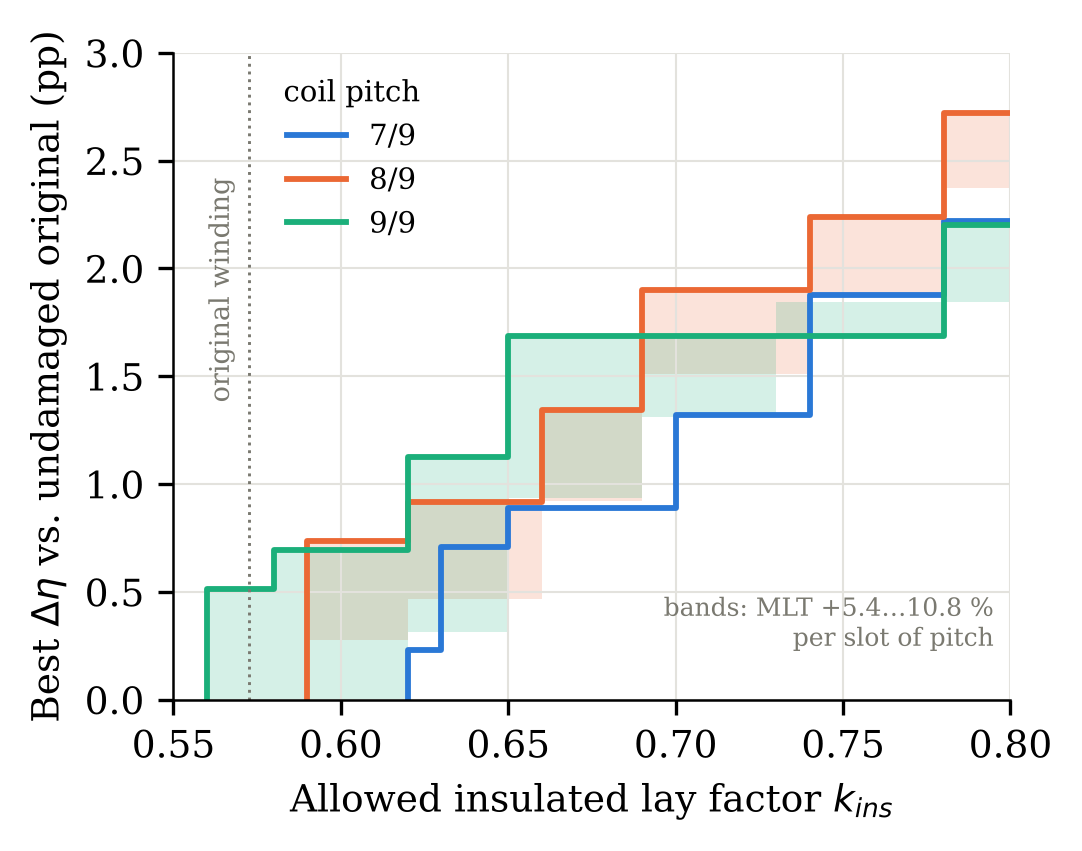 Best Δη vs. undamaged original (pp)
3.0
2.5
2.0
1.5
1.0
0.5
0.0
original winding
coil pitch
7/9
8/9
9/9
bands: MLT +5.4...10.8 %
per slot of pitch
0.55 0.60 0.65 0.70 0.75 0.80
Allowed insulated lay factor k_ins